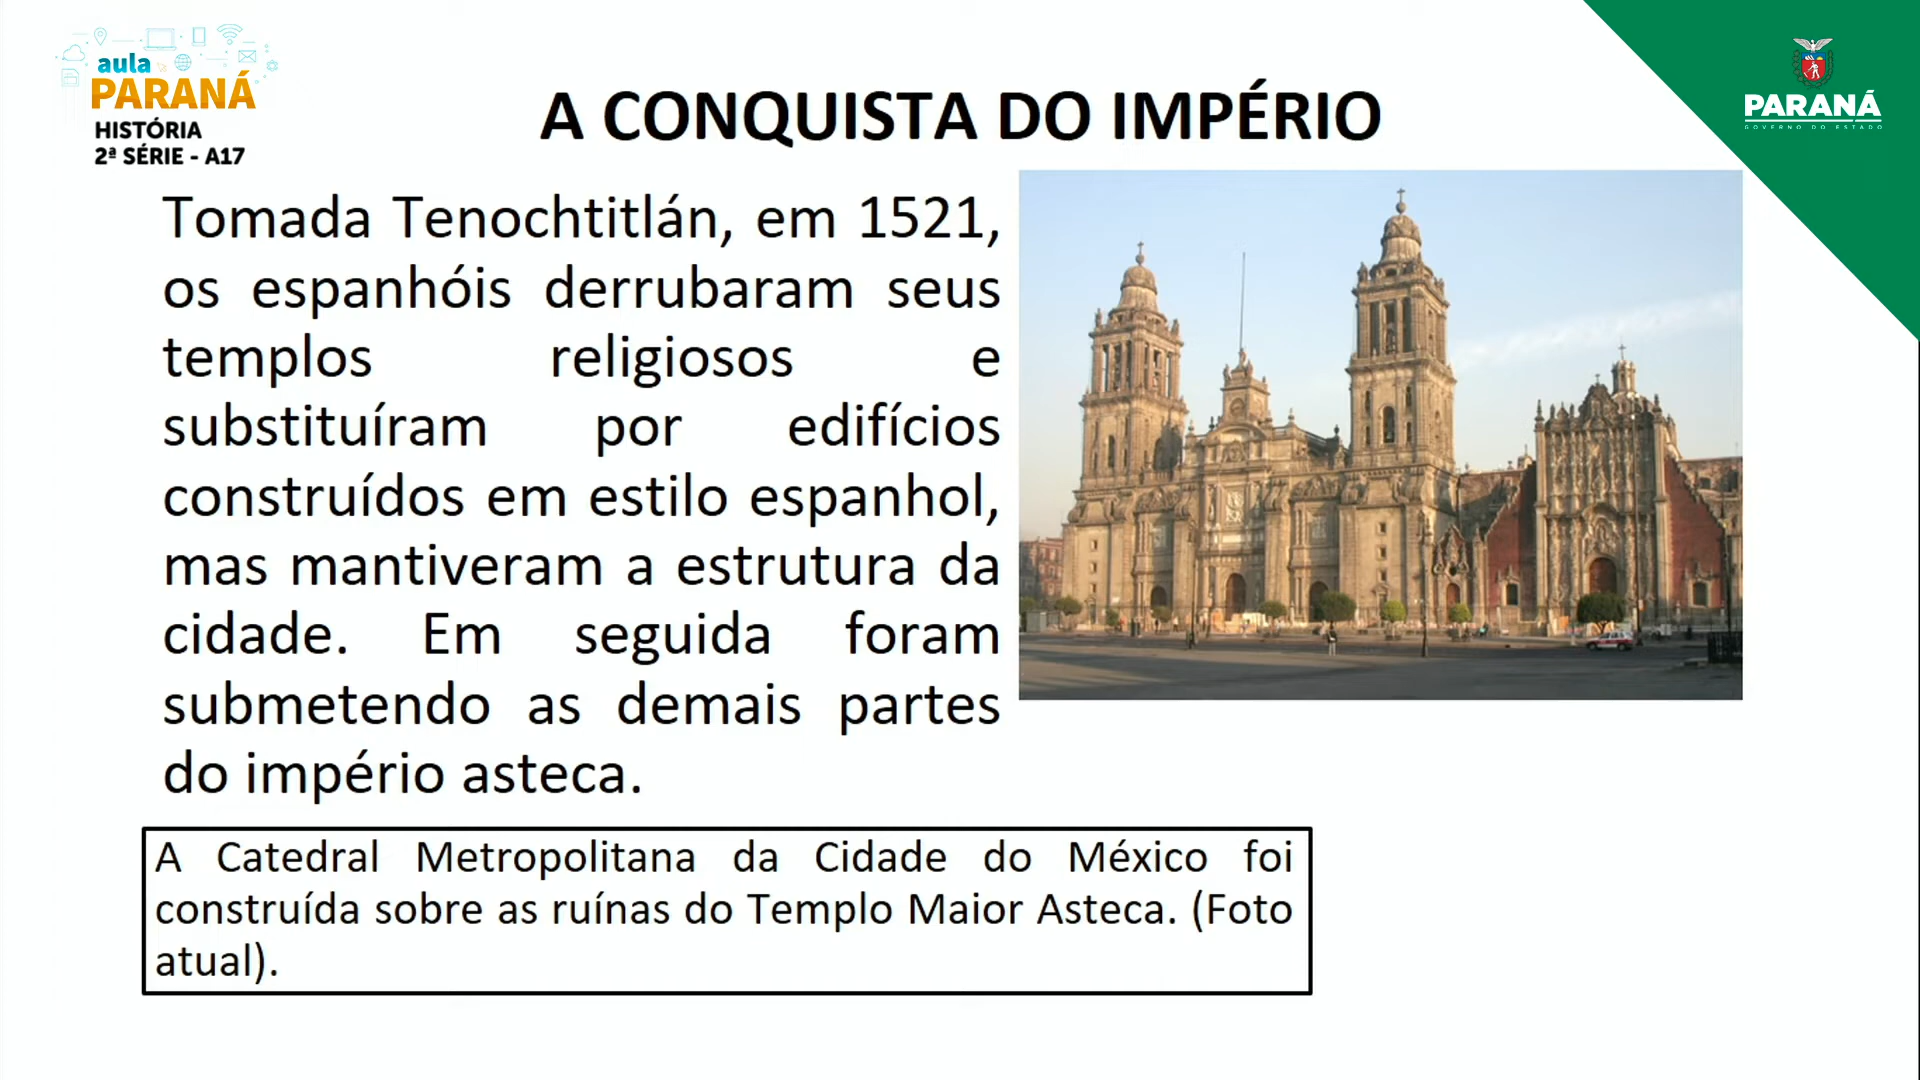 aula
PARANÁ
HISTÓRIA
2ª SÉRIE - A17
PARANÁ
GOVERNO DO ESTADO
A CONQUISTA DO IMPÉRIO
Tomada Tenochtitlán, em 1521,
os espanhóis derrubaram seus
templos religiosos e
substituíram por edifícios
construídos em estilo espanhol,
mas mantiveram a estrutura da
cidade. Em seguida foram
submetendo as demais partes
do império asteca.
A Catedral Metropolitana da Cidade do México foi
construída sobre as ruínas do Templo Maior Asteca. (Foto
atual).